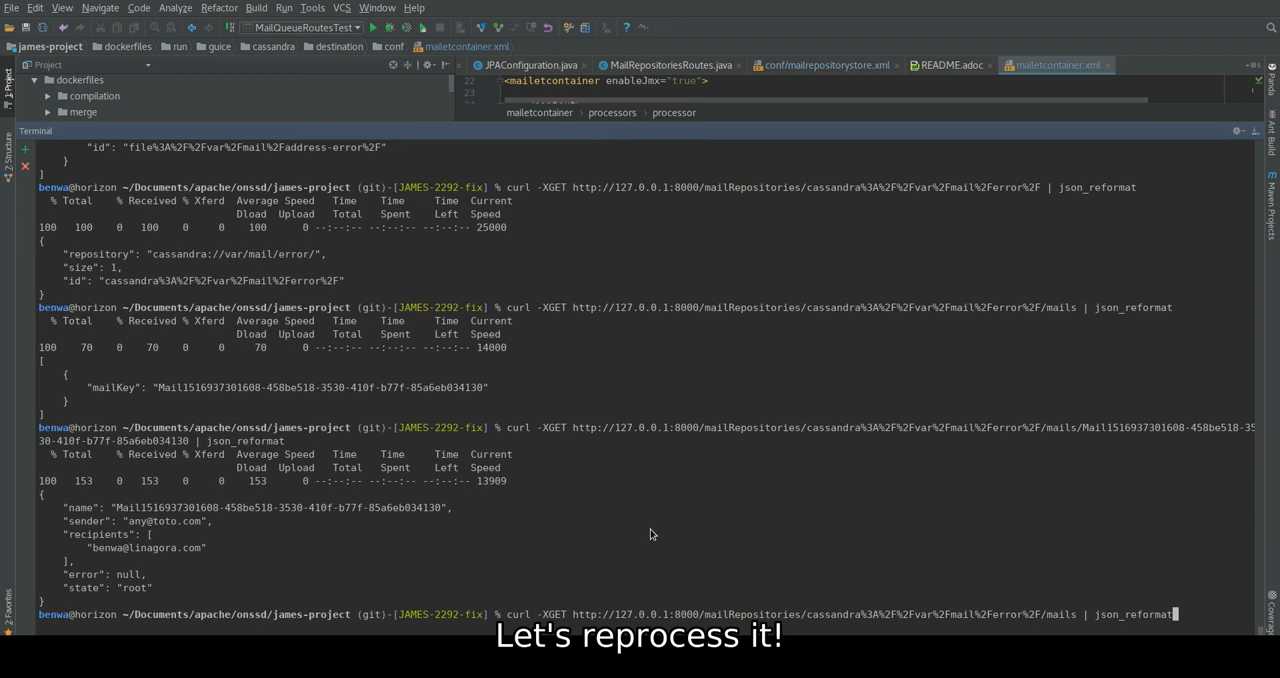 File Edit View Navigate Code Analyze Refactor Build Run Tools VCS Window Help
MailQueueRoutesTest
james-project dockerfiles run guice cassandra destination conf mailetcontainer.xml
Project JPAConfiguration.java MailRepositoriesRoutes.java conf/mailrepositorystore.xml README.adoc mailetcontainer.xml
dockerfiles
compilation
merge
22 <mailetcontainer enableJmx="true">
23
mailetcontainer processors processor
1: Project
7: Structure
2: Favorites
Panda
Ant Build
Maven Projects
Coverage
Terminal
"id": "file%3A%2F%2Fvar%2Fmail%2Faddress-error%2F"
}
]
benwa@horizon ~/Documents/apache/onssd/james-project (git)-[JAMES-2292-fix] % curl -XGET http://127.0.0.1:8000/mailRepositories/cassandra%3A%2F%2Fvar%2Fmail%2Ferror%2F | json_reformat
% Total % Received % Xferd Average Speed Time Time Time Current
Dload Upload Total Spent Left Speed
100 100 0 100 0 0 100 0 --:--:-- --:--:-- --:--:-- 25000
{
"repository": "cassandra://var/mail/error/",
"size": 1,
"id": "cassandra%3A%2F%2Fvar%2Fmail%2Ferror%2F"
}
benwa@horizon ~/Documents/apache/onssd/james-project (git)-[JAMES-2292-fix] % curl -XGET http://127.0.0.1:8000/mailRepositories/cassandra%3A%2F%2Fvar%2Fmail%2Ferror%2F/mails | json_reformat
% Total % Received % Xferd Average Speed Time Time Time Current
Dload Upload Total Spent Left Speed
100 70 0 70 0 0 70 0 --:--:-- --:--:-- --:--:-- 14000
[
{
"mailKey": "Mail1516937301608-458be518-3530-410f-b77f-85a6eb034130"
}
]
benwa@horizon ~/Documents/apache/onssd/james-project (git)-[JAMES-2292-fix] % curl -XGET http://127.0.0.1:8000/mailRepositories/cassandra%3A%2F%2Fvar%2Fmail%2Ferror%2F/mails/Mail1516937301608-458be518-35
30-410f-b77f-85a6eb034130 | json_reformat
% Total % Received % Xferd Average Speed Time Time Time Current
Dload Upload Total Spent Left Speed
100 153 0 153 0 0 153 0 --:--:-- --:--:-- --:--:-- 13909
{
"name": "Mail1516937301608-458be518-3530-410f-b77f-85a6eb034130",
"sender": "any@toto.com",
"recipients": [
"benwa@linagora.com"
],
"error": null,
"state": "root"
}
benwa@horizon ~/Documents/apache/onssd/james-project (git)-[JAMES-2292-fix] % curl -XGET http://127.0.0.1:8000/mailRepositories/cassandra%3A%2F%2Fvar%2Fmail%2Ferror%2F/mails | json_reformat
Let's reprocess it!